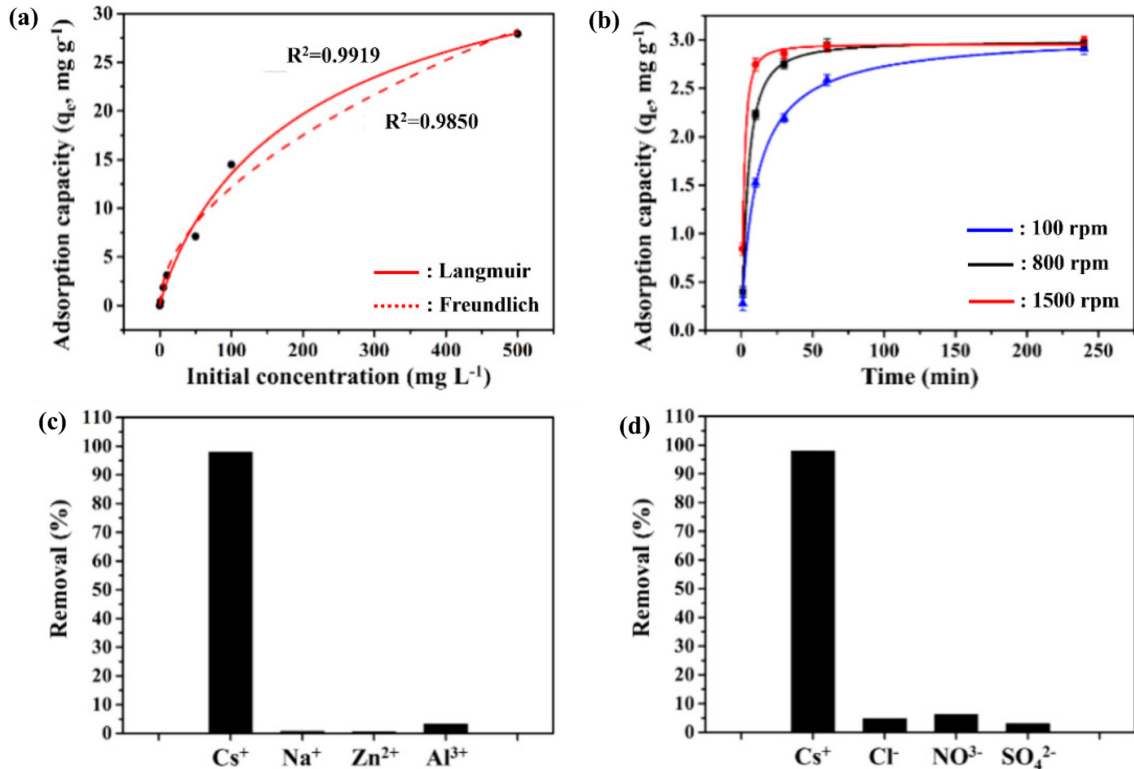 (a)
Adsorption capacity (qₑ, mg g⁻¹)
30
25
20
15
10
5
0
R²=0.9919
R²=0.9850
: Langmuir
: Freundlich
0 100 200 300 400 500
Initial concentration (mg L⁻¹)
(b)
Adsorption capacity (qₑ, mg g⁻¹)
3.0
2.5
2.0
1.5
1.0
0.5
0.0
: 100 rpm
: 800 rpm
: 1500 rpm
0 50 100 150 200 250
Time (min)
(c)
Removal (%)
110
100
90
80
70
60
50
40
30
20
10
0
Cs⁺ Na⁺ Zn²⁺ Al³⁺
(d)
Removal (%)
110
100
90
80
70
60
50
40
30
20
10
0
Cs⁺ Cl⁻ NO³⁻ SO₄²⁻